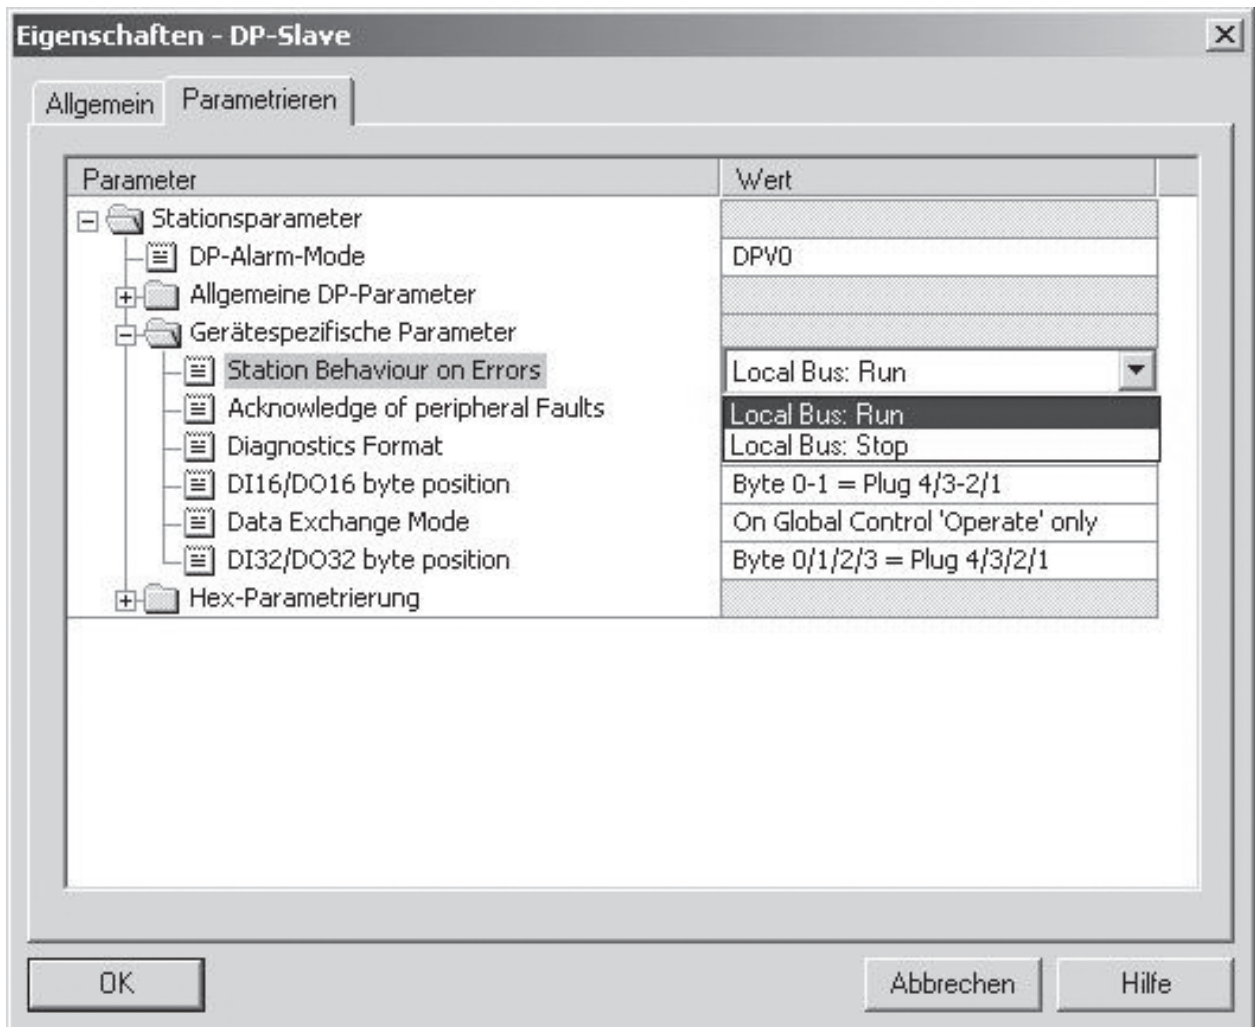 Eigenschaften - DP-Slave
Allgemein Parametrieren
Parameter Wert
Stationsparameter
DP-Alarm-Mode DPV0
Allgemeine DP-Parameter
Gerätespezifische Parameter
Station Behaviour on Errors Local Bus: Run
Acknowledge of peripheral Faults Local Bus: Run
Diagnostics Format Local Bus: Stop
DI16/DO16 byte position Byte 0-1 = Plug 4/3-2/1
Data Exchange Mode On Global Control 'Operate' only
DI32/DO32 byte position Byte 0/1/2/3 = Plug 4/3/2/1
Hex-Parametrierung
OK Abbrechen Hilfe